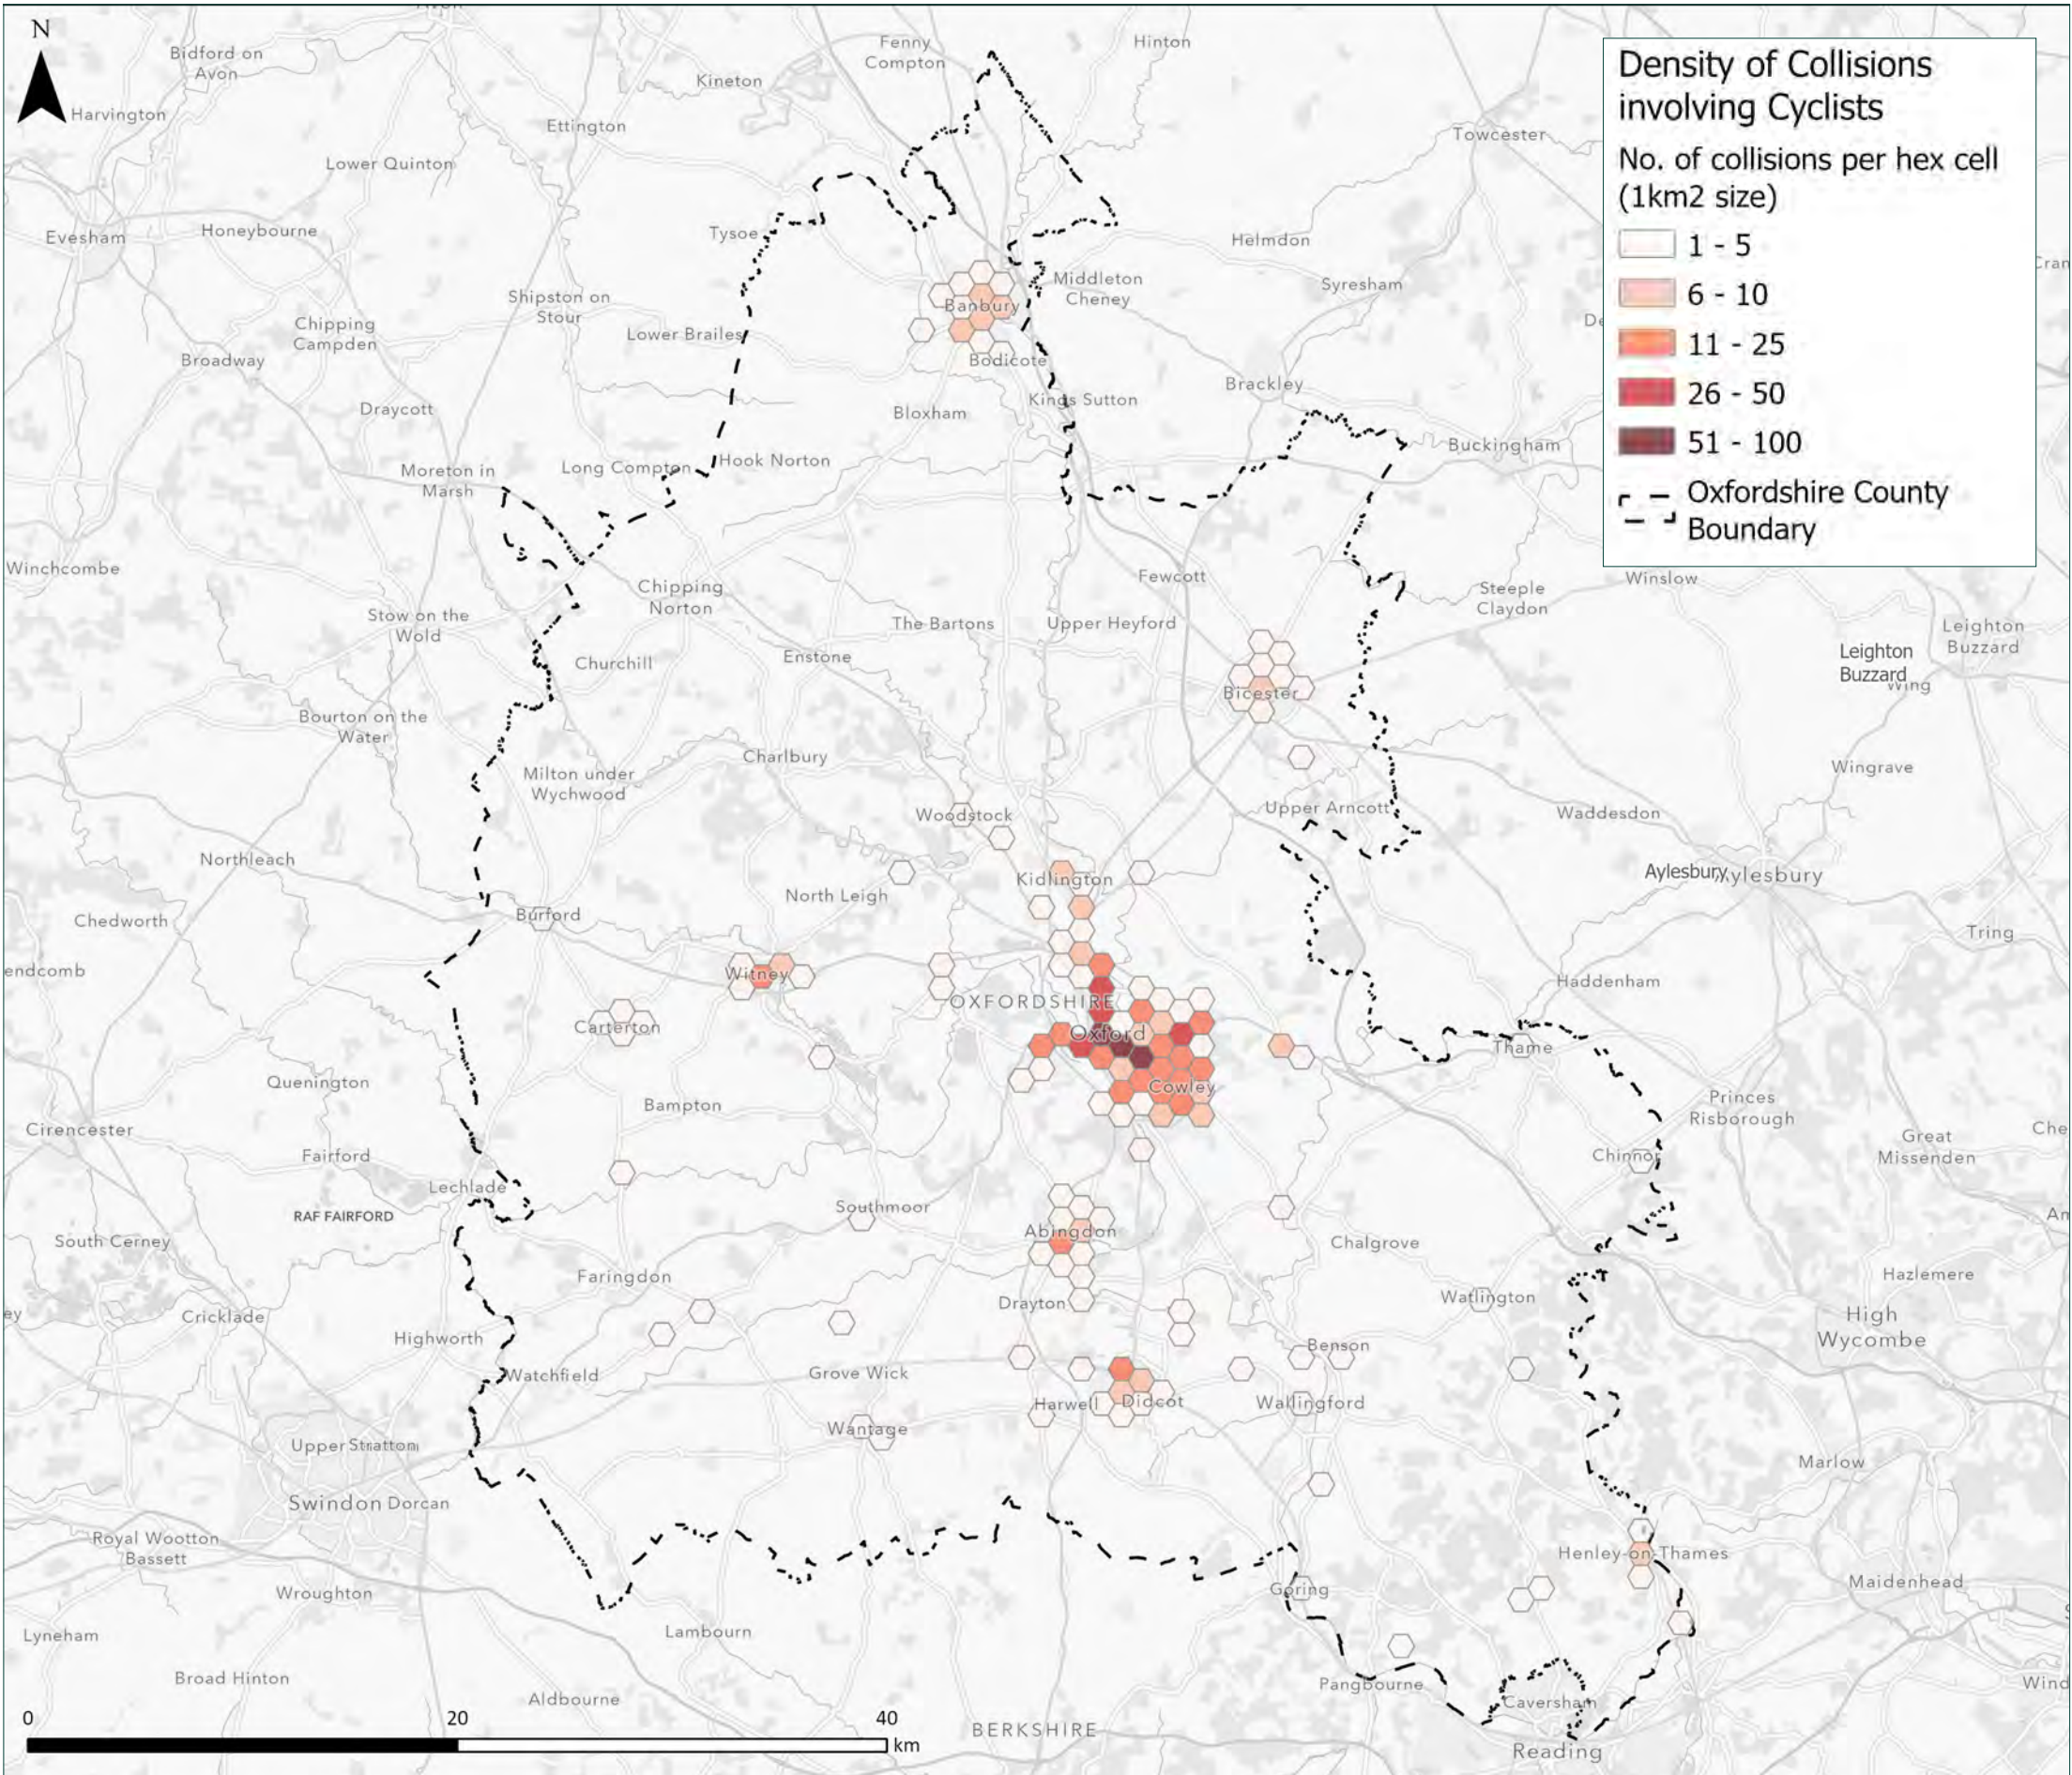 N
Avon
Bidford on
Avon
Fenny
Compton
Hinton
Kineton
Harvington
Ettington
Towcester
Lower Quinton
Density of Collisions
involving Cyclists
No. of collisions per hex cell
(1km2 size)
1 - 5
6 - 10
11 - 25
26 - 50
51 - 100
Oxfordshire County
Boundary
Evesham
Honeybourne
Tysoe
Helmdon
Middleton
Cheney
Syresham
Shipston on
Stour
Banbury
Chipping
Campden
Lower Brailes
Broadway
Bodicote
Brackley
Draycott
Bloxham
Kings Sutton
Buckingham
Moreton in
Marsh
Long Compton
Hook Norton
Winchcombe
Fewcott
Steeple
Claydon
Winslow
Chipping
Norton
Stow on the
Wold
The Bartons
Upper Heyford
Leighton
Buzzard
Leighton
Buzzard
Wing
Churchill
Enstone
Bicester
Bourton on the
Water
Charlbury
Wingrave
Milton under
Wychwood
Woodstock
Upper Arncott
Waddesdon
Northleach
Kidlington
Aylesbury
Aylesbury
North Leigh
Chedworth
Burford
Tring
endcomb
Witney
Haddenham
OXFORDSHIRE
Carterton
Oxford
Thame
Quenington
Cowley
Bampton
Princes
Risborough
Cirencester
Great
Missenden
Che
Fairford
Chinnor
Lechlade
RAF FAIRFORD
Southmoor
Am
South Cerney
Abingdon
Chalgrove
Faringdon
Hazlemere
ey
Cricklade
Drayton
Watlington
High
Wycombe
Highworth
Benson
Watchfield
Grove Wick
Harwell
Didcot
Wallingford
Wantage
Upper Stratton
Marlow
Swindon
Dorcan
Royal Wootton
Bassett
Henley-on-Thames
Wroughton
Goring
Maidenhead
Lyneham
Lambourn
Broad Hinton
Pangbourne
Wind
Aldbourne
Caversham
BERKSHIRE
Reading
0
20
40
km